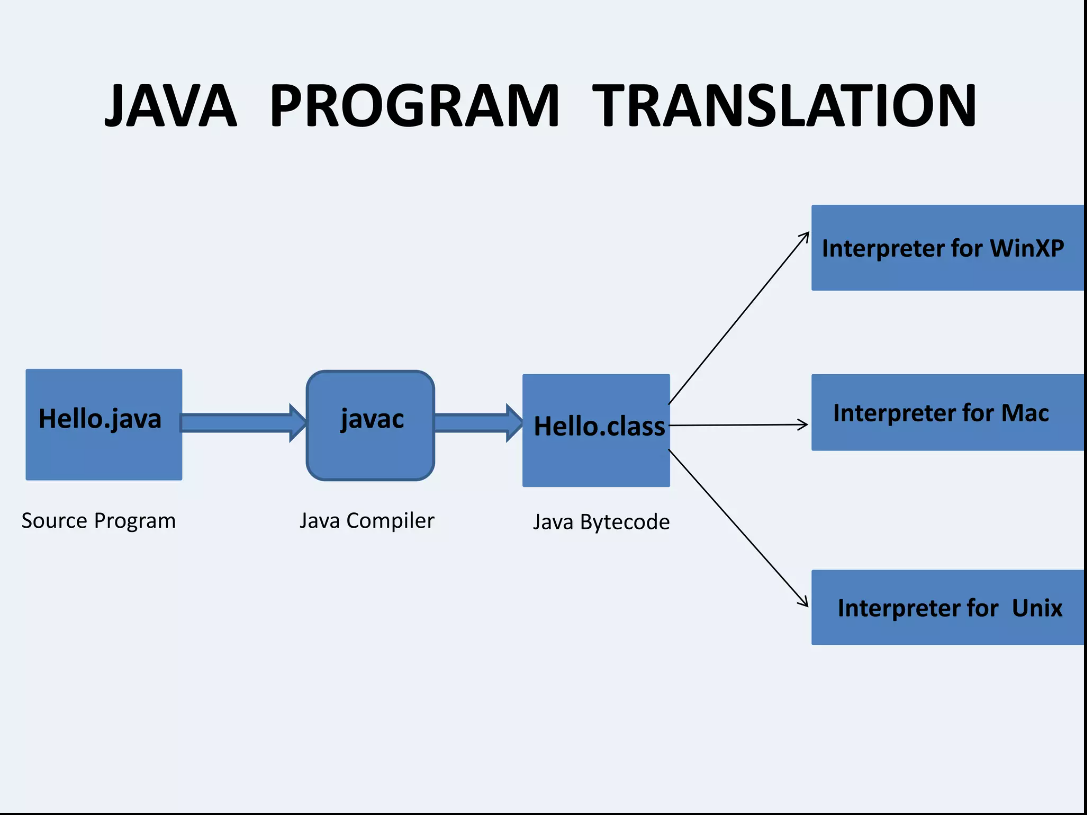 JAVA PROGRAM TRANSLATION
Interpreter for WinXP
Hello.java
javac
Hello.class
Interpreter for Mac
Source Program
Java Compiler
Java Bytecode
Interpreter for Unix